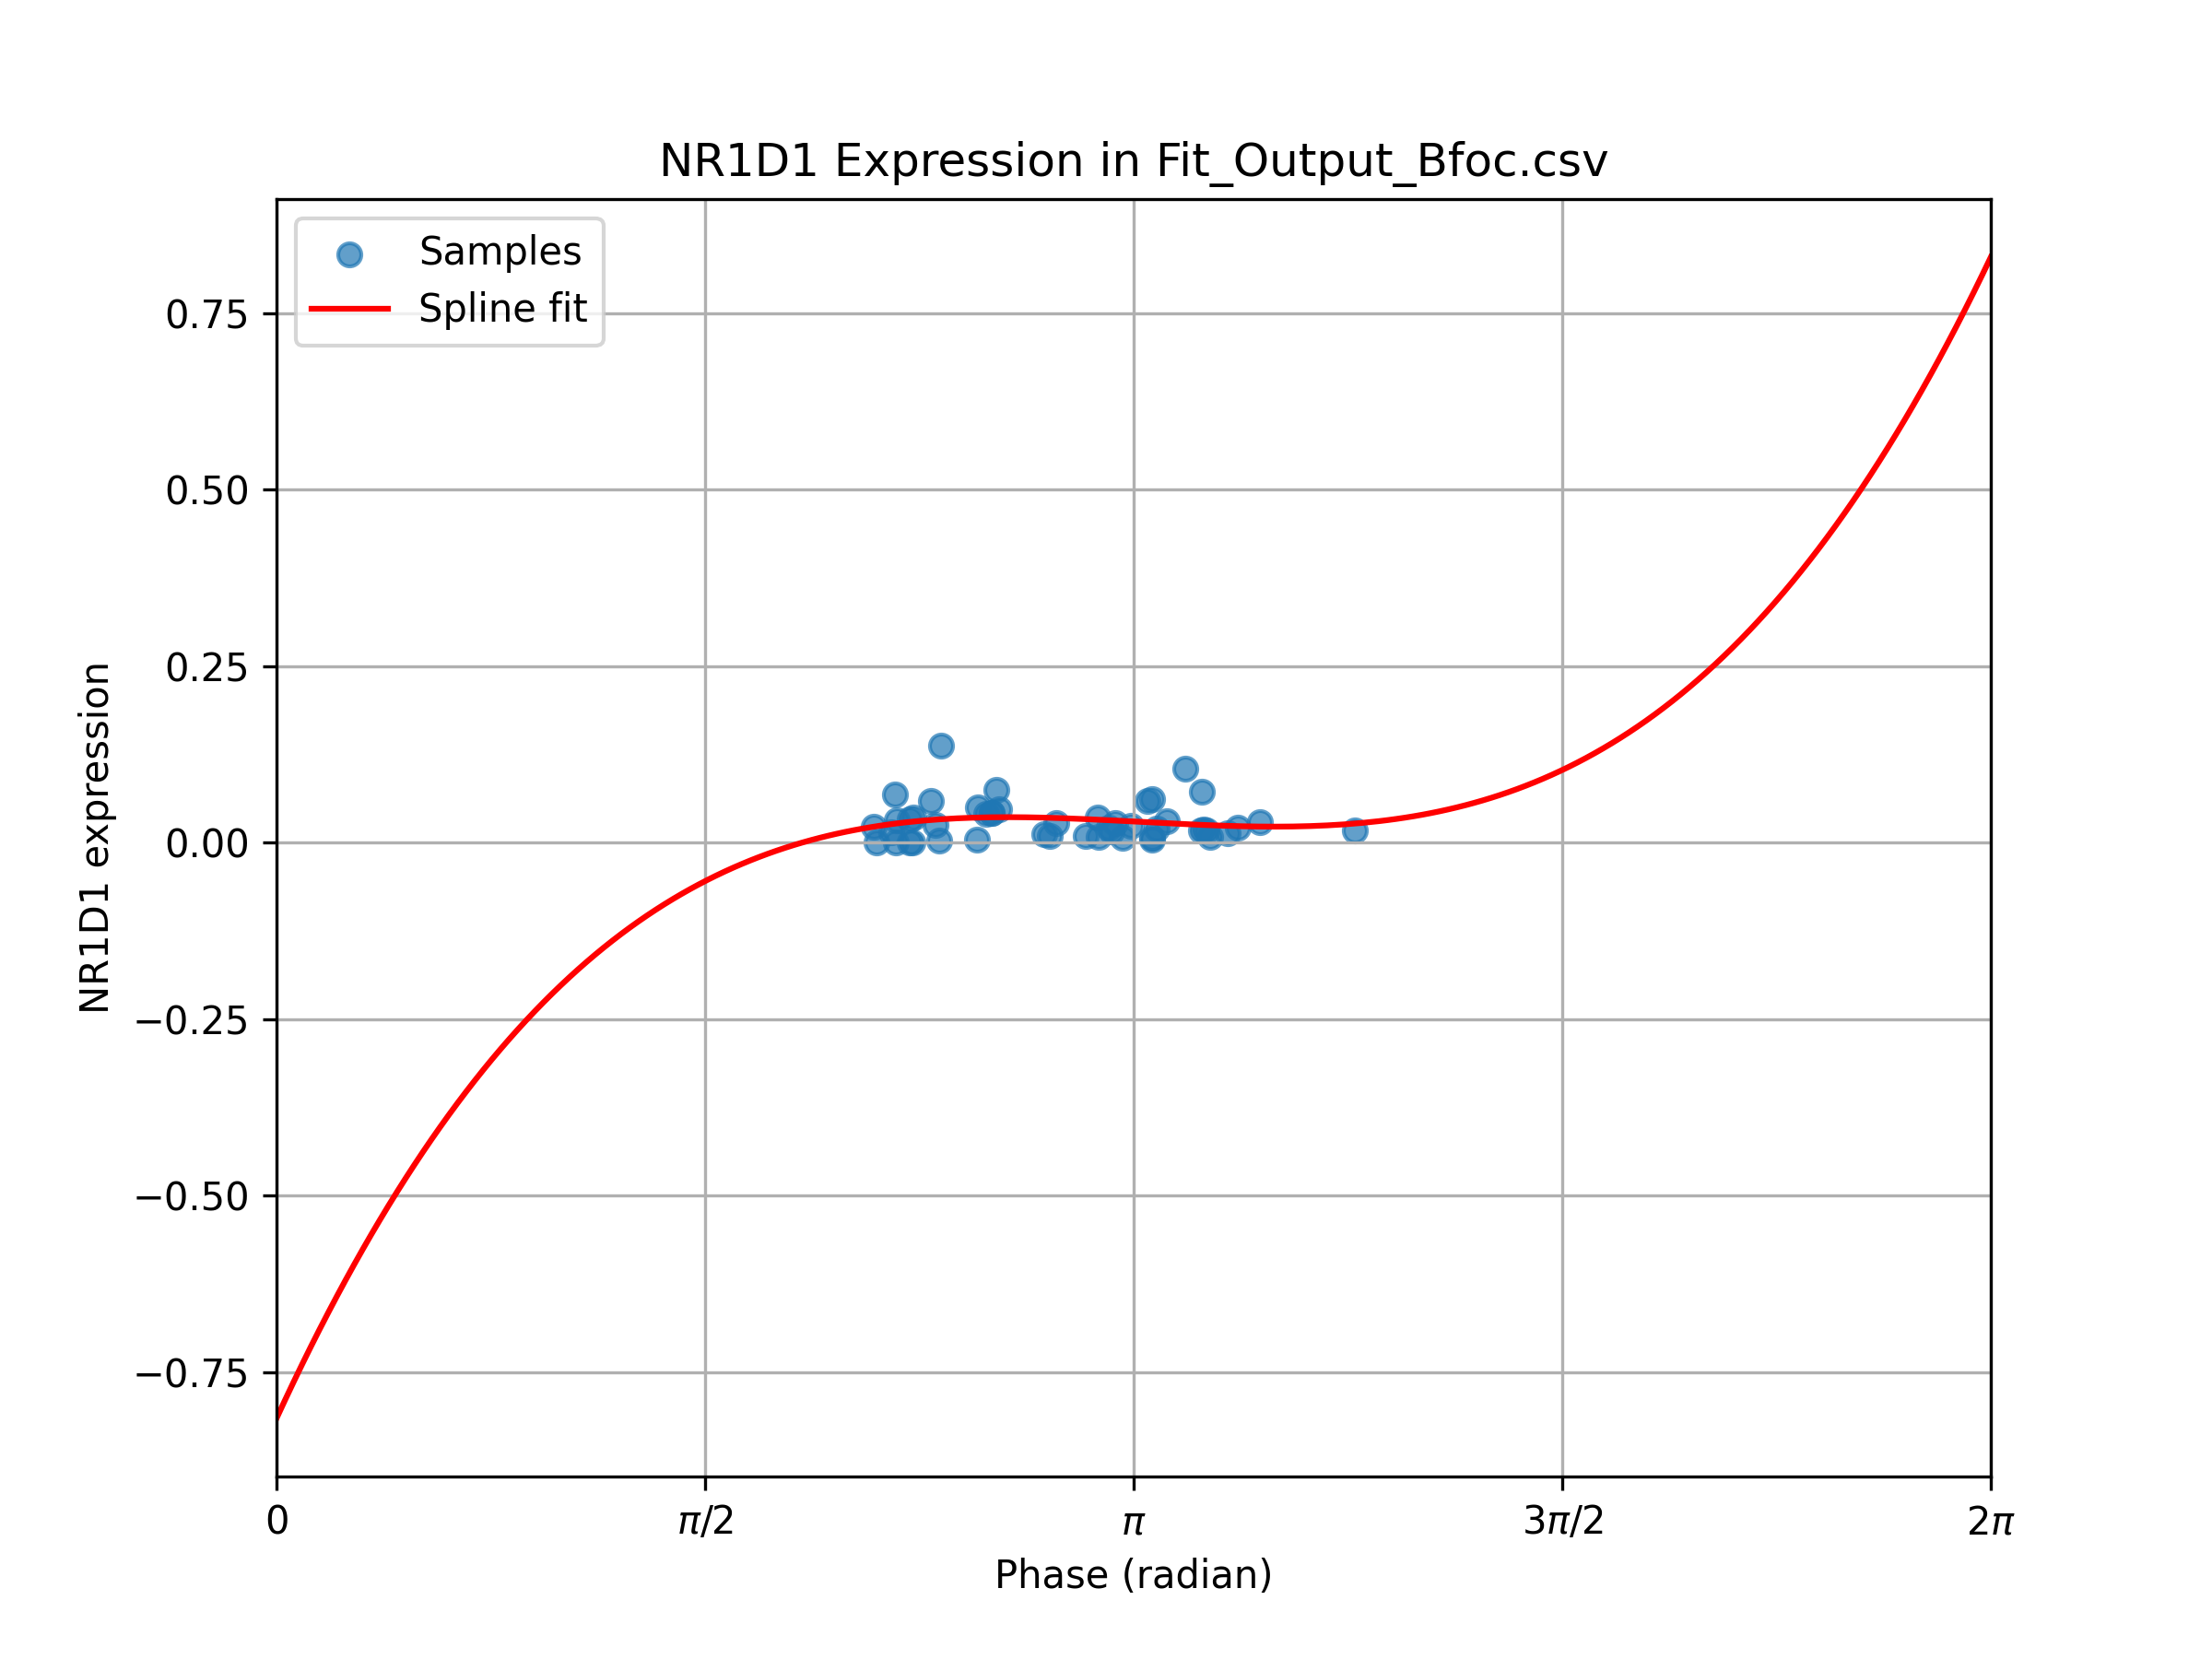 NR1D1 Expression in Fit_Output_Bfoc.csv
Samples
Spline fit
0.75
0.50
0.25
0.00
−0.25
−0.50
−0.75
NR1D1 expression
0 π/2 π 3π/2 2π
Phase (radian)